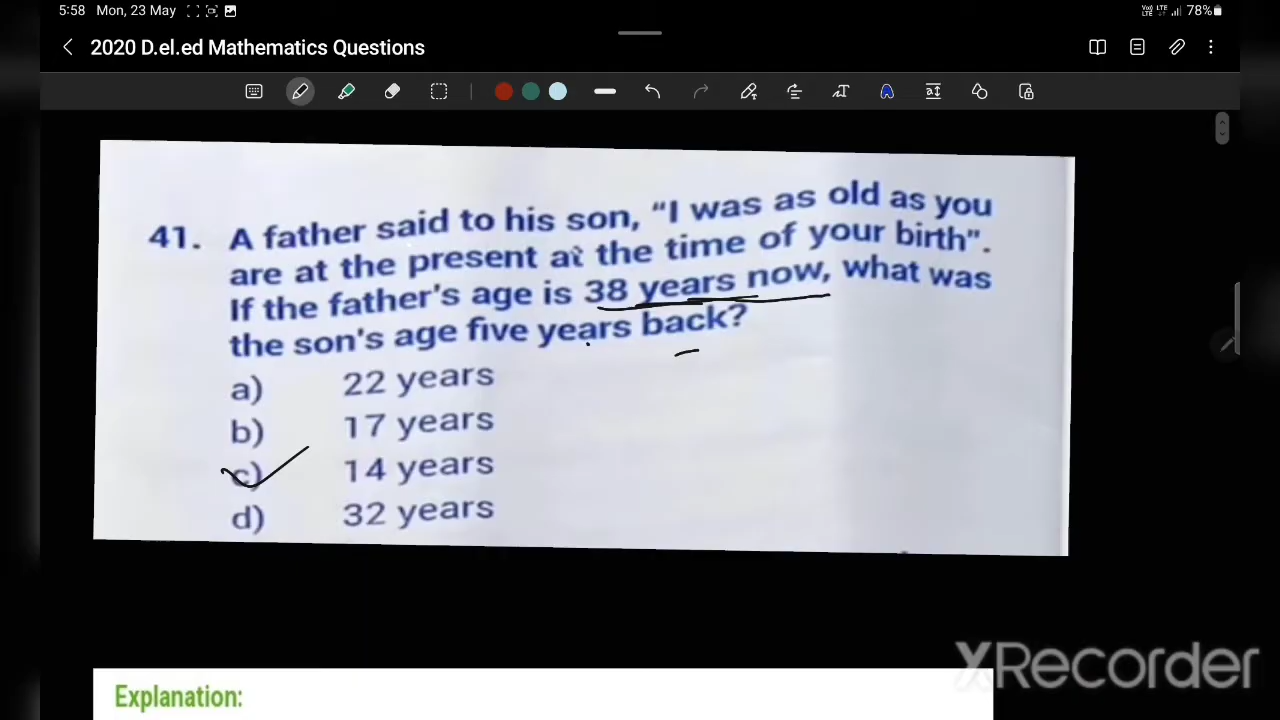 5:58 Mon, 23 May 78%
2020 D.el.ed Mathematics Questions
41. A father said to his son, "I was as old as you
are at the present at the time of your birth".
If the father's age is 38 years now, what was
the son's age five years back?
a) 22 years
b) 17 years
c) 14 years
d) 32 years
XRecorder
Explanation: